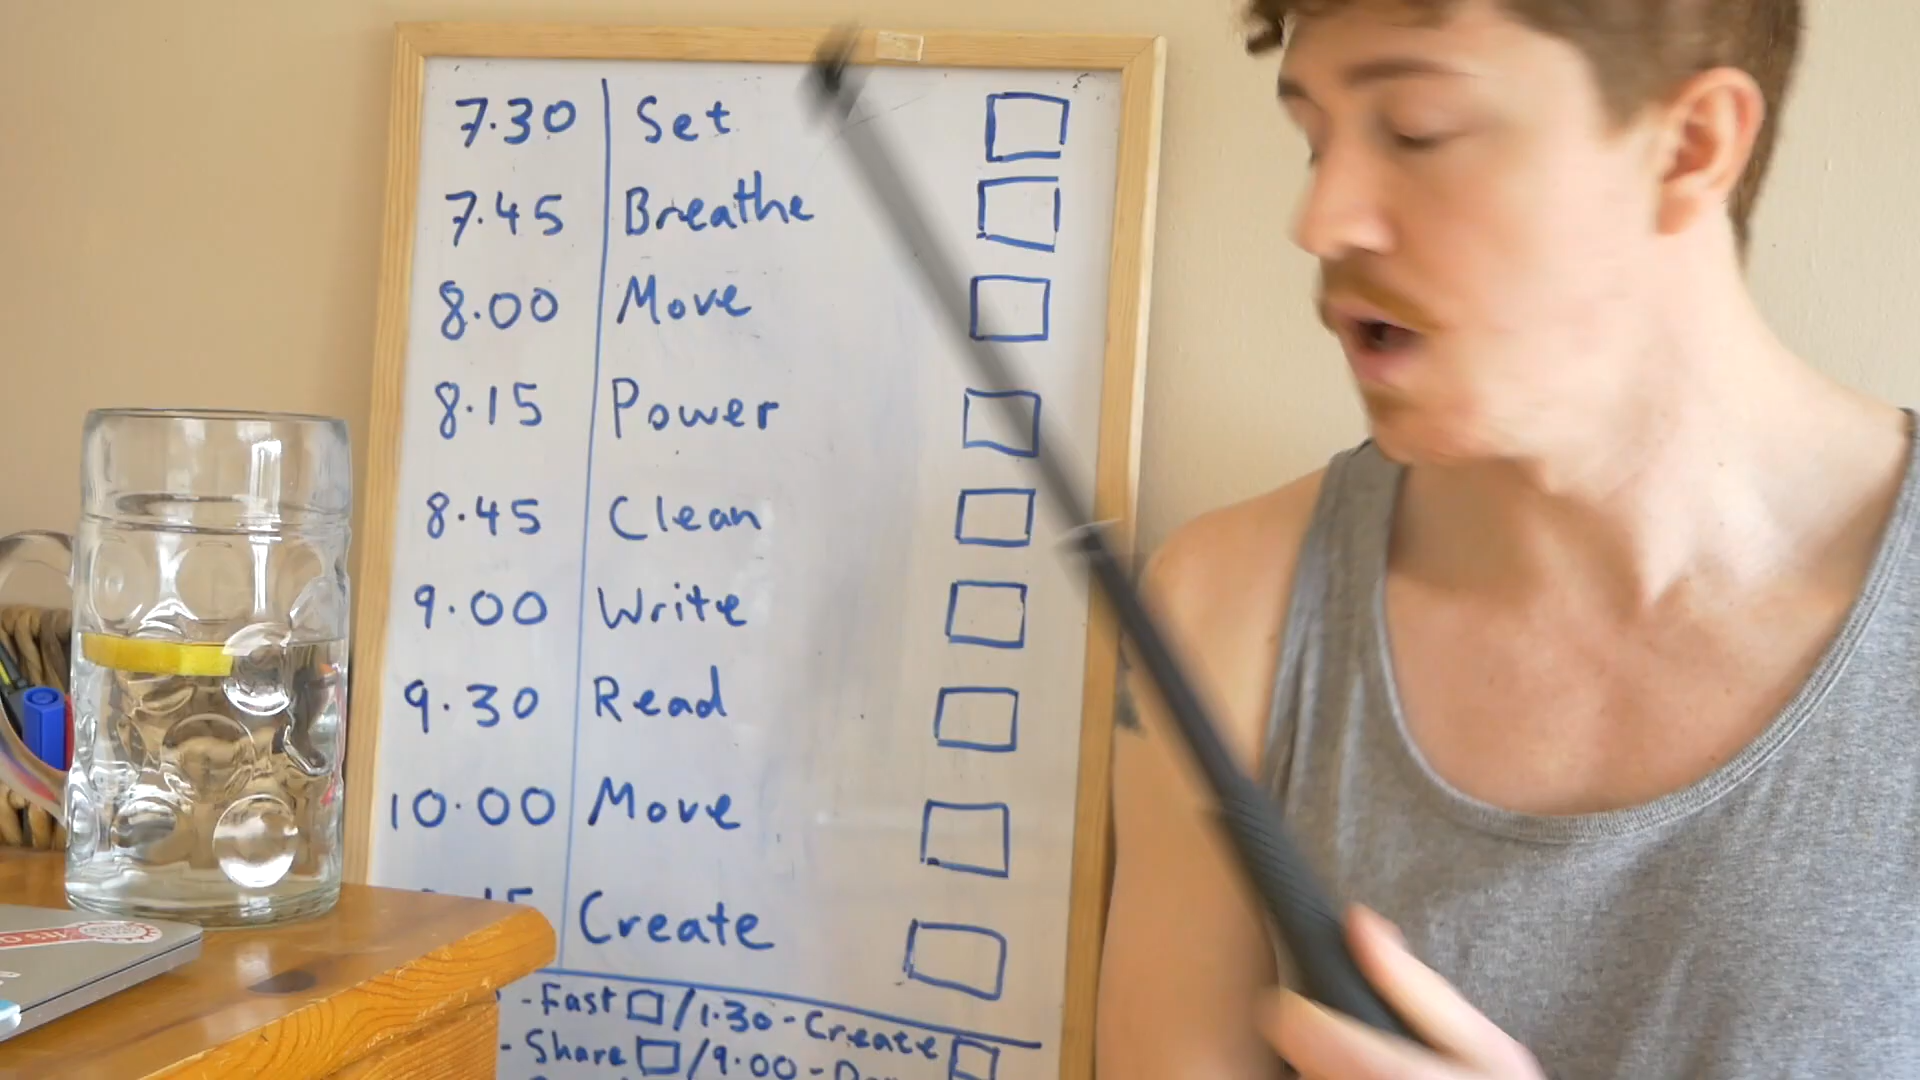 7.30 Set
7.45 Breathe
8.00 Move
8.15 Power
8.45 Clean
9.00 Write
9.30 Read
10.00 Move
15 Create
- Fast / 1.30 - Create
- Share / 9.00 -